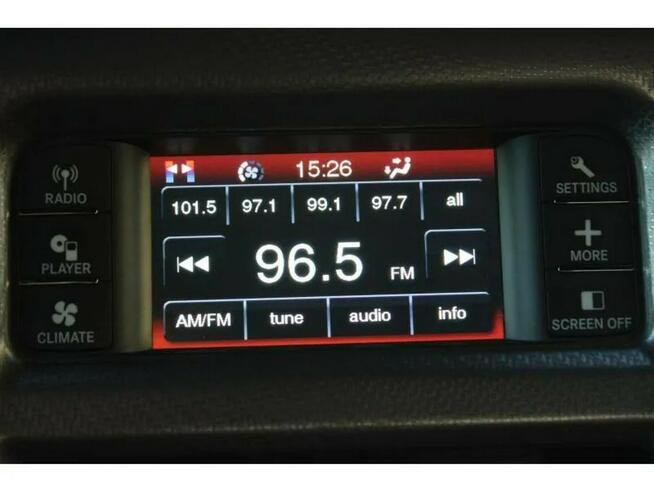 RADIO
PLAYER
CLIMATE
15:26
101.5 97.1 99.1 97.7 all
96.5 FM
AM/FM tune audio info
SETTINGS
MORE
SCREEN OFF